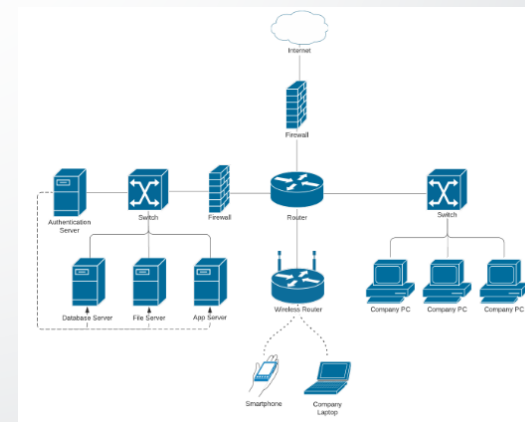 Internet
Firewall
Authentication
Server
Switch
Firewall
Router
Switch
Database Server
File Server
App Server
Wireless Router
Company PC
Company PC
Company PC
Smartphone
Company
Laptop